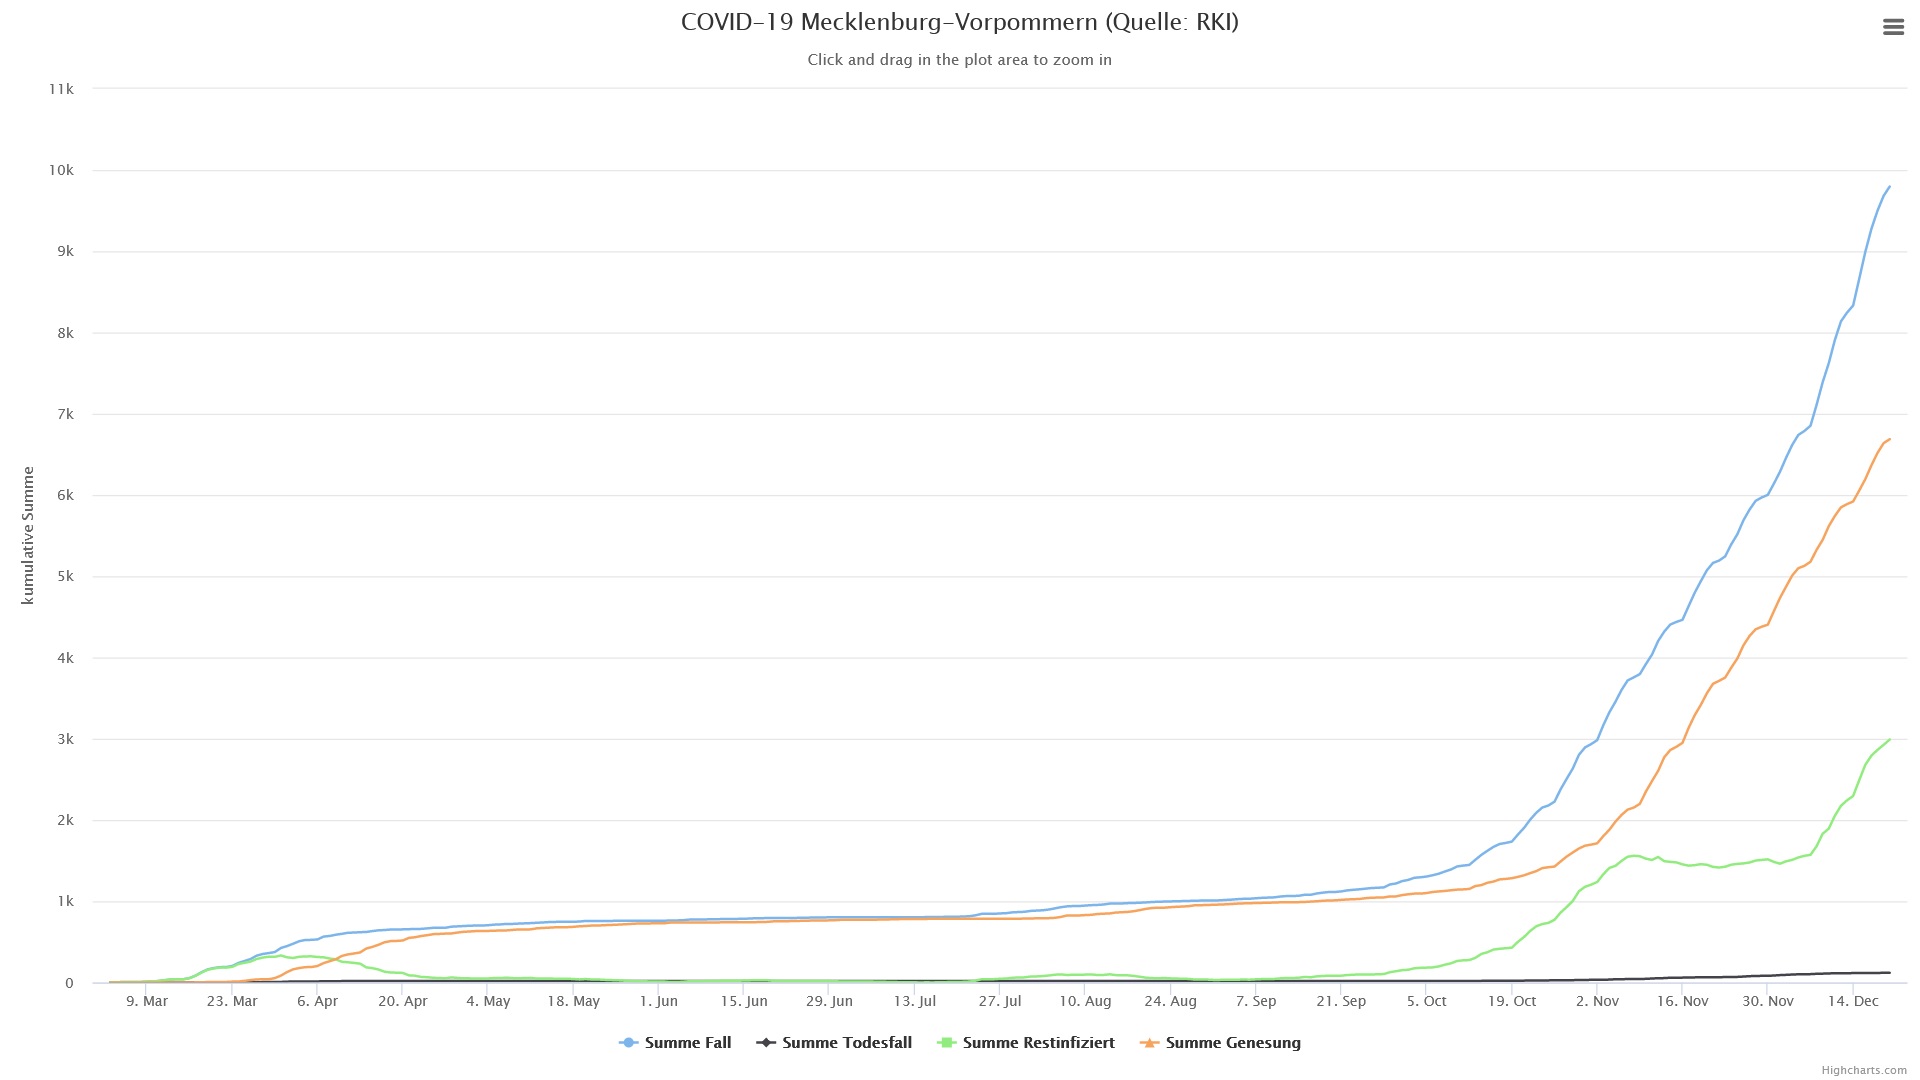 COVID-19 Mecklenburg-Vorpommern (Quelle: RKI)
Click and drag in the plot area to zoom in
kumulative Summe
11k
10k
9k
8k
7k
6k
5k
4k
3k
2k
1k
0
9. Mar 23. Mar 6. Apr 20. Apr 4. May 18. May 1. Jun 15. Jun 29. Jun 13. Jul 27. Jul 10. Aug 24. Aug 7. Sep 21. Sep 5. Oct 19. Oct 2. Nov 16. Nov 30. Nov 14. Dec
Summe Fall Summe Todesfall Summe Restinfiziert Summe Genesung
Highcharts.com